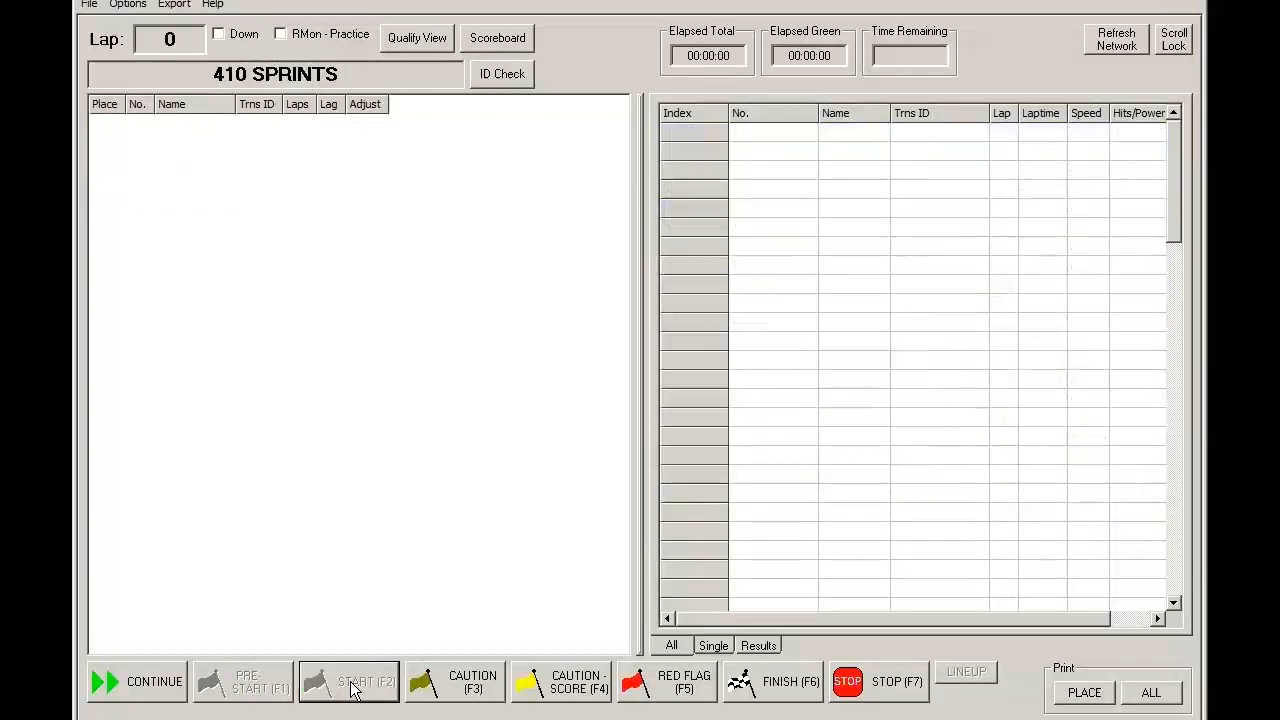 File Options Export Help
Lap: 0 Down RMon - Practice Qualify View Scoreboard
Elapsed Total Elapsed Green Time Remaining
00:00:00 00:00:00
Refresh Network
Scroll Lock
410 SPRINTS ID Check
Place No. Name Trns ID Laps Lag Adjust
Index No. Name Trns ID Lap Laptime Speed Hits/Power
All Single Results
CONTINUE
PRE-
START (F1)
START (F2)
CAUTION
(F3)
CAUTION -
SCORE (F4)
RED FLAG
(F5)
FINISH (F6)
STOP STOP (F7)
LINEUP
Print
PLACE ALL